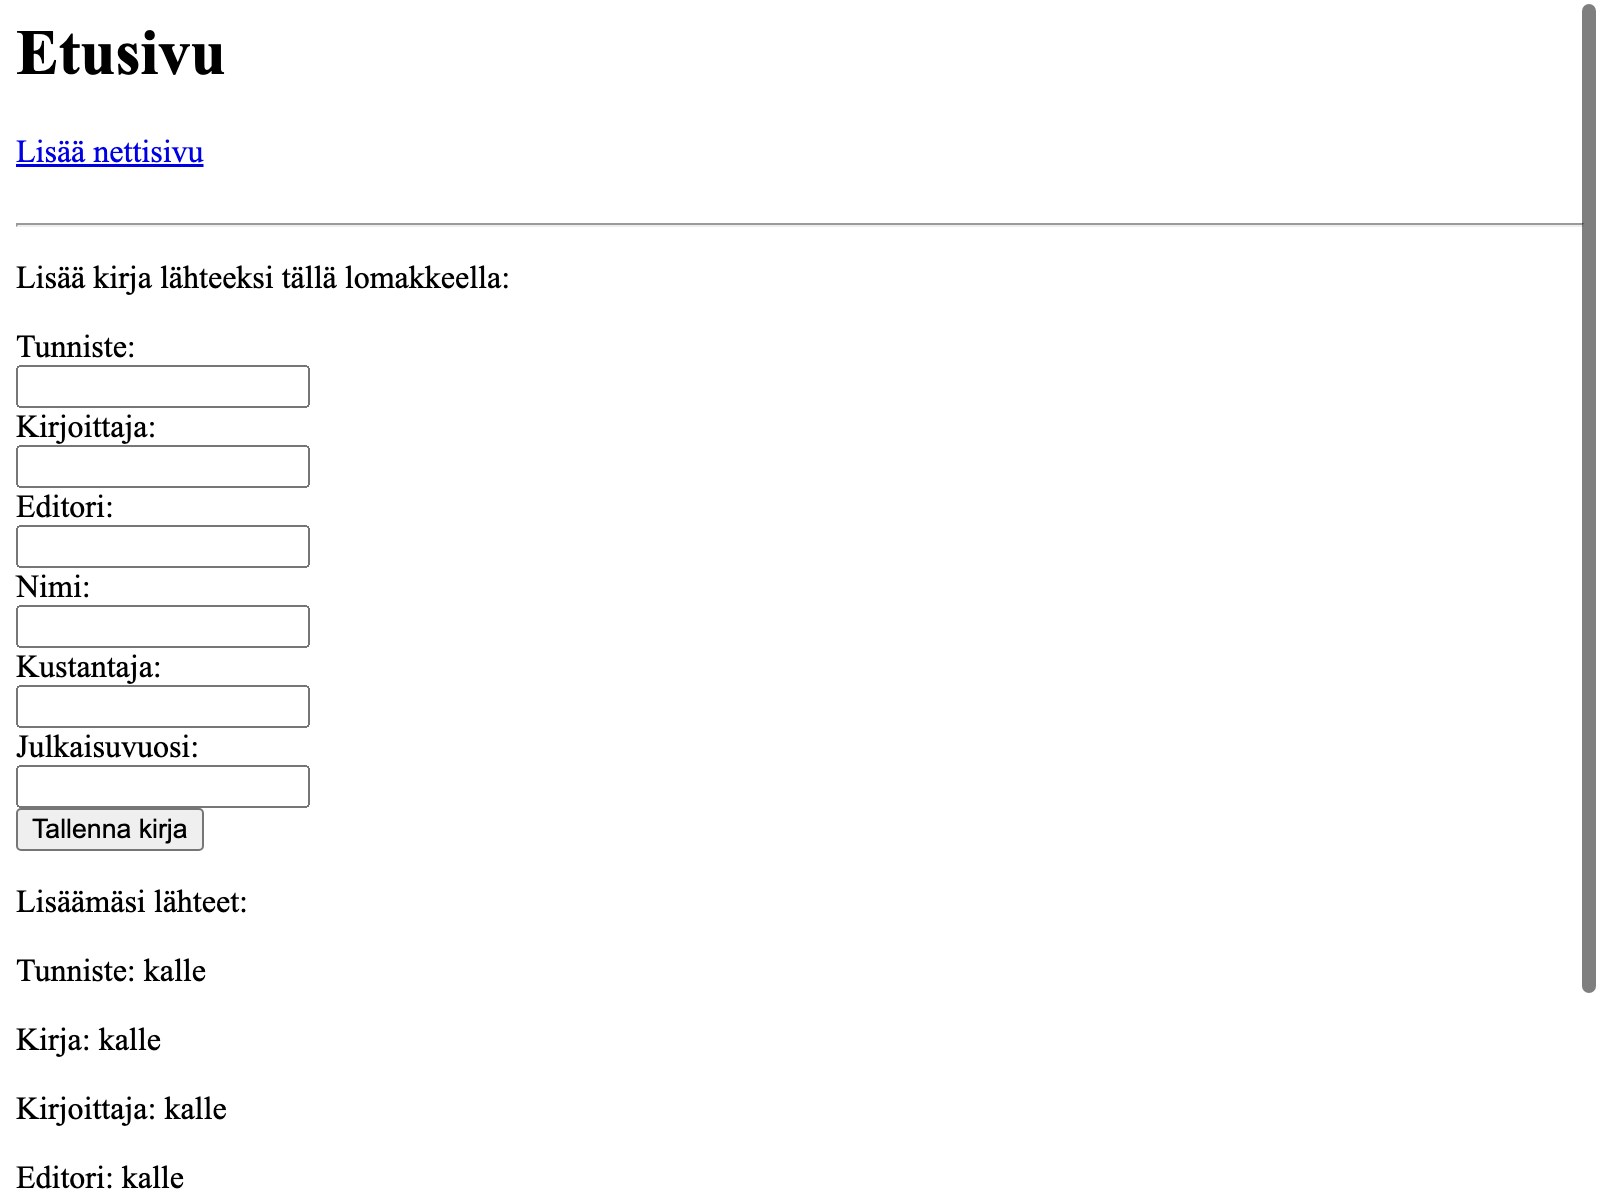 Etusivu
Lisää nettisivu
Lisää kirja lähteeksi tällä lomakkeella:
Tunniste:
Kirjoittaja:
Editori:
Nimi:
Kustantaja:
Julkaisuvuosi:
Tallenna kirja
Lisäämäsi lähteet:
Tunniste: kalle
Kirja: kalle
Kirjoittaja: kalle
Editori: kalle